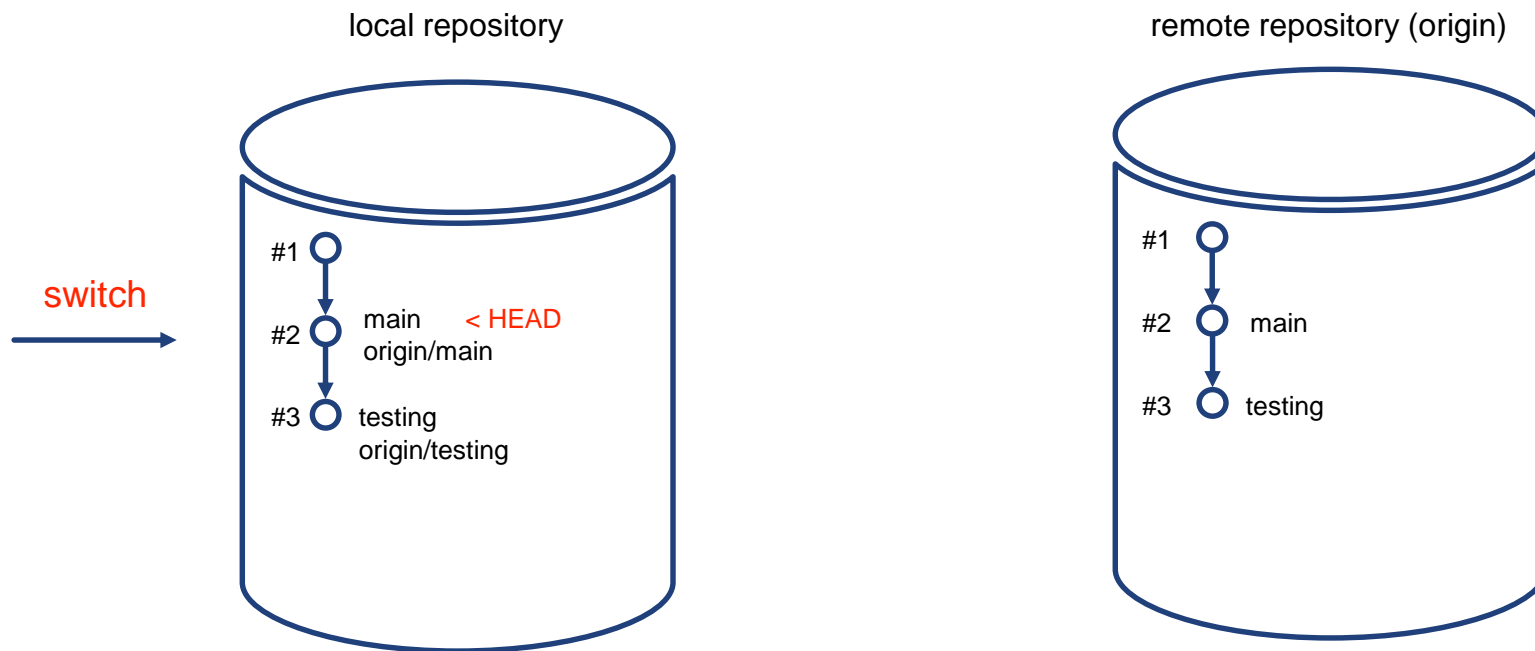 local repository
remote repository (origin)
switch
#1
#2
main < HEAD
origin/main
#3
testing
origin/testing
#1
#2
main
#3
testing